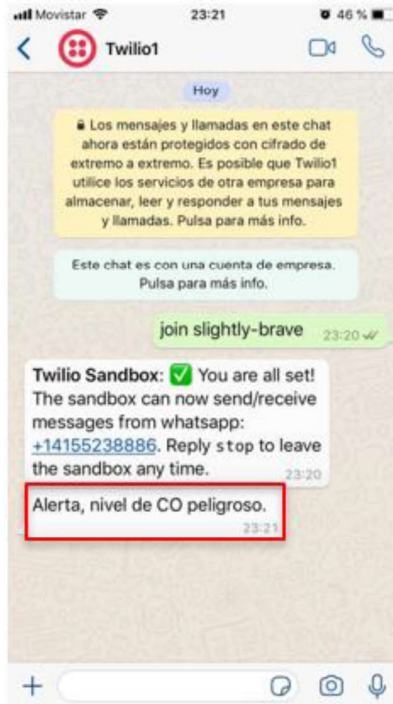 Movistar 23:21 46 %
Twilio1
Hoy
Los mensajes y llamadas en este chat
ahora están protegidos con cifrado de
extremo a extremo. Es posible que Twilio1
utilice los servicios de otra empresa para
almacenar, leer y responder a tus mensajes
y llamadas. Pulsa para más info.
Este chat es con una cuenta de empresa.
Pulsa para más info.
join slightly-brave 23:20
Twilio Sandbox: ✅ You are all set!
The sandbox can now send/receive
messages from whatsapp:
+14155238886. Reply stop to leave
the sandbox any time. 23:20
Alerta, nivel de CO peligroso.
23:21